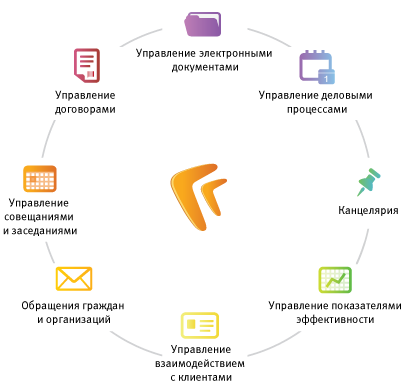 Управление электронными
документами
Управление деловыми
процессами
1
Канцелярия
Управление показателями
эффективности
Управление
взаимодействием
с клиентами
Обращения граждан
и организаций
Управление
совещаниями
и заседаниями
Управление
договорами